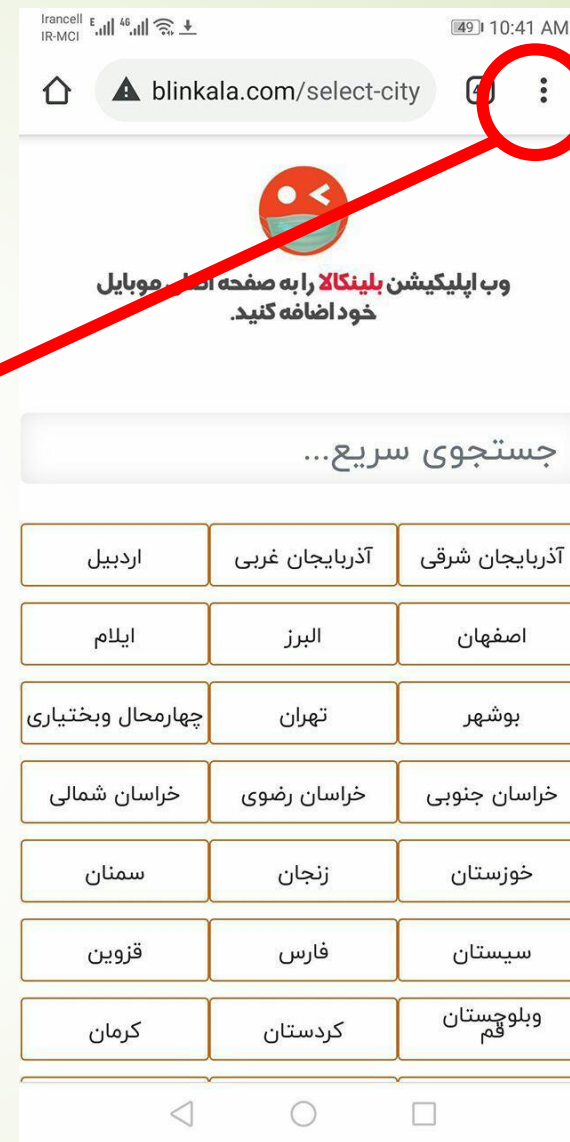 Irancell
IR-MCI
E
46
49
10:41 AM
blinkala.com/select-city
وب اپلیکیشن بلینکالا را به صفحه اصلی موبایل
خود اضافه کنید.
جستجوی سریع...
آذربایجان شرقی
آذربایجان غربی
اردبیل
اصفهان
البرز
ایلام
بوشهر
تهران
چهارمحال وبختیاری
خراسان جنوبی
خراسان رضوی
خراسان شمالی
خوزستان
زنجان
سمنان
سیستان
فارس
قزوین
وبلوچستان
قم
کردستان
کرمان